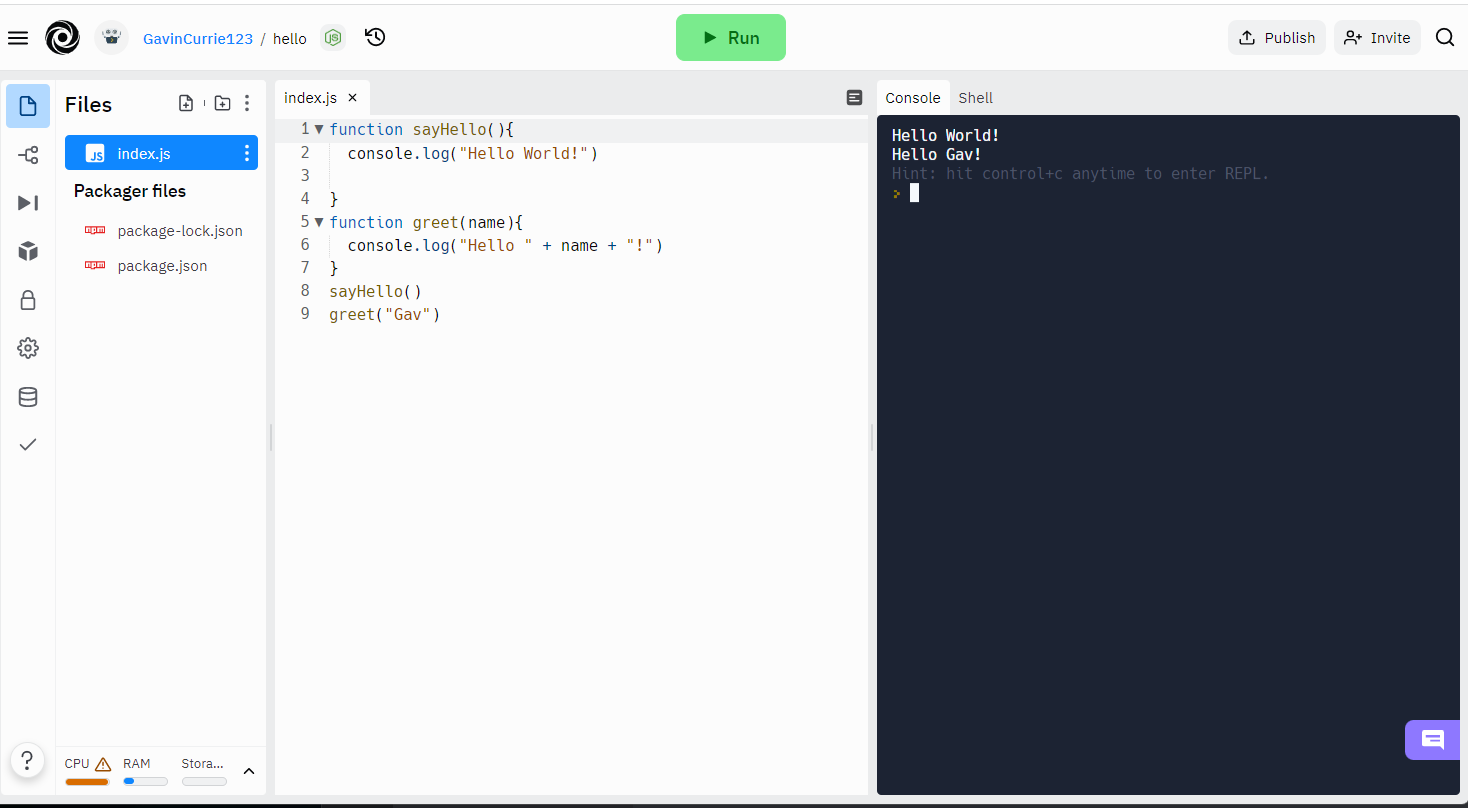 GavinCurrie123 / hello
Run
Publish
Invite
Files
index.js
Packager files
package-lock.json
package.json
CPU
RAM
Stora...
index.js
1 function sayHello(){
2 console.log("Hello World!")
3
4 }
5 function greet(name){
6 console.log("Hello " + name + "!")
7 }
8 sayHello()
9 greet("Gav")
Console Shell
Hello World!
Hello Gav!
Hint: hit control+c anytime to enter REPL.
>
?